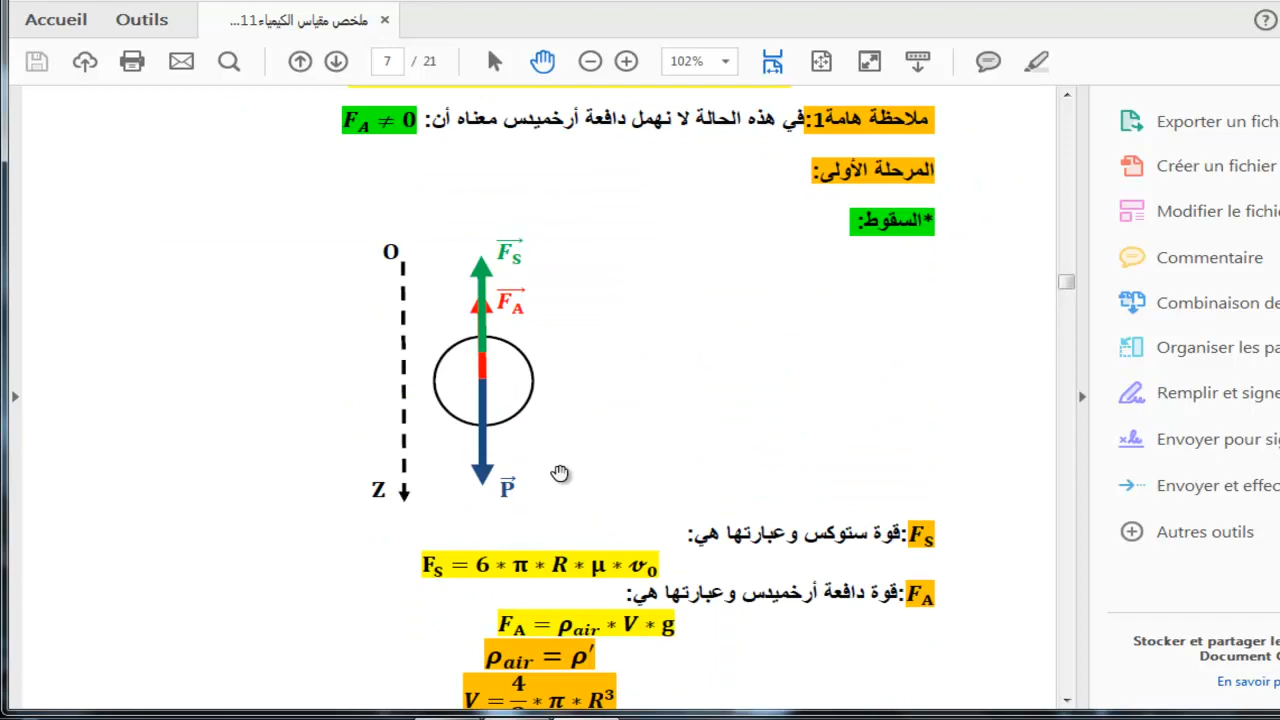 Accueil Outils ملخص مقياس الكيمياء11...
7 / 21 102%
ملاحظة هامة1: في هذه الحالة لا نهمل دافعة أرخميدس معناه أن: F_A ≠ 0
المرحلة الأولى:
*السقوط:
O
F_S
F_A
Z
P
F_S: قوة ستوكس وعبارتها هي:
F_S = 6 * π * R * μ * v_0
F_A: قوة دافعة أرخميدس وعبارتها هي:
F_A = ρ_air * V * g
ρ_air = ρ′
V = 4/3 * π * R³
Exporter un fich
Créer un fichier
Modifier le fichi
Commentaire
Combinaison de
Organiser les pa
Remplir et signe
Envoyer pour sig
Envoyer et effec
Autres outils
Stocker et partager le
Document C
En savoir p